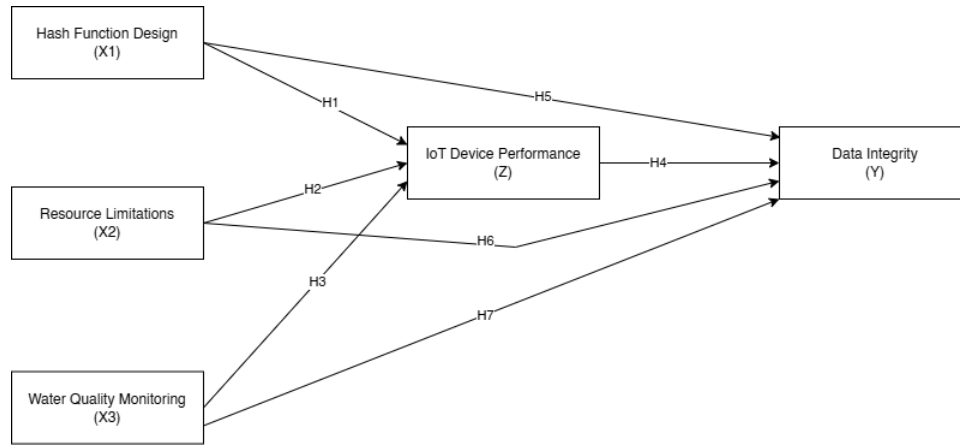 Hash Function Design
(X1)
H5
H1
IoT Device Performance
(Z)
H4
Data Integrity
(Y)
Resource Limitations
(X2)
H2
H6
H3
H7
Water Quality Monitoring
(X3)